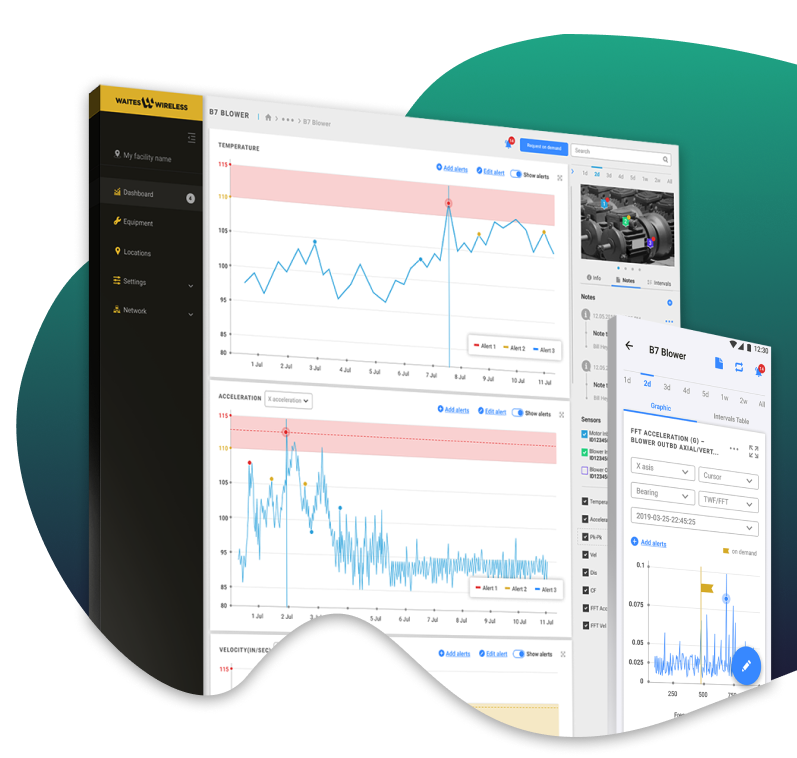 WAITES WIRELESS
My facility name
Dashboard
4
Equipment
Locations
Settings
Network
B7 BLOWER
> ••• > B7 Blower
Request on demand
Search
TEMPERATURE
Add alerts
Edit alert
Show alerts
115
110
105
100
95
85
80
1 Jul
2 Jul
3 Jul
4 Jul
5 Jul
6 Jul
7 Jul
8 Jul
9 Jul
10 Jul
11 Jul
Alert 1
Alert 2
Alert 3
ACCELERATION
X acceleration
Add alerts
Edit alert
Show alerts
115
110
105
100
95
85
80
1 Jul
2 Jul
3 Jul
4 Jul
5 Jul
6 Jul
7 Jul
8 Jul
9 Jul
10 Jul
11 Jul
Alert 1
Alert 2
Alert 3
VELOCITY(IN/SEC)
Add alerts
Edit alert
Show alerts
115
1d
2d
3d
4d
5d
1w
2w
All
Info
Notes
Intervals
Notes
Note
Note
Sensors
Pk-Pk
Vel
Dis
CF
FFT Acc
FFT Vel
12:30
B7 Blower
1d
2d
3d
4d
5d
1w
2w
All
Graphic
Intervals Table
FFT ACCELERATION (G) –
BLOWER OUTBD AXIAL/VERT...
X axis
Cursor
Bearing
TWF/FFT
2019-03-25-22:45:25
Add alerts
on demand
0.1
0.075
0.05
0.025
0
250
500